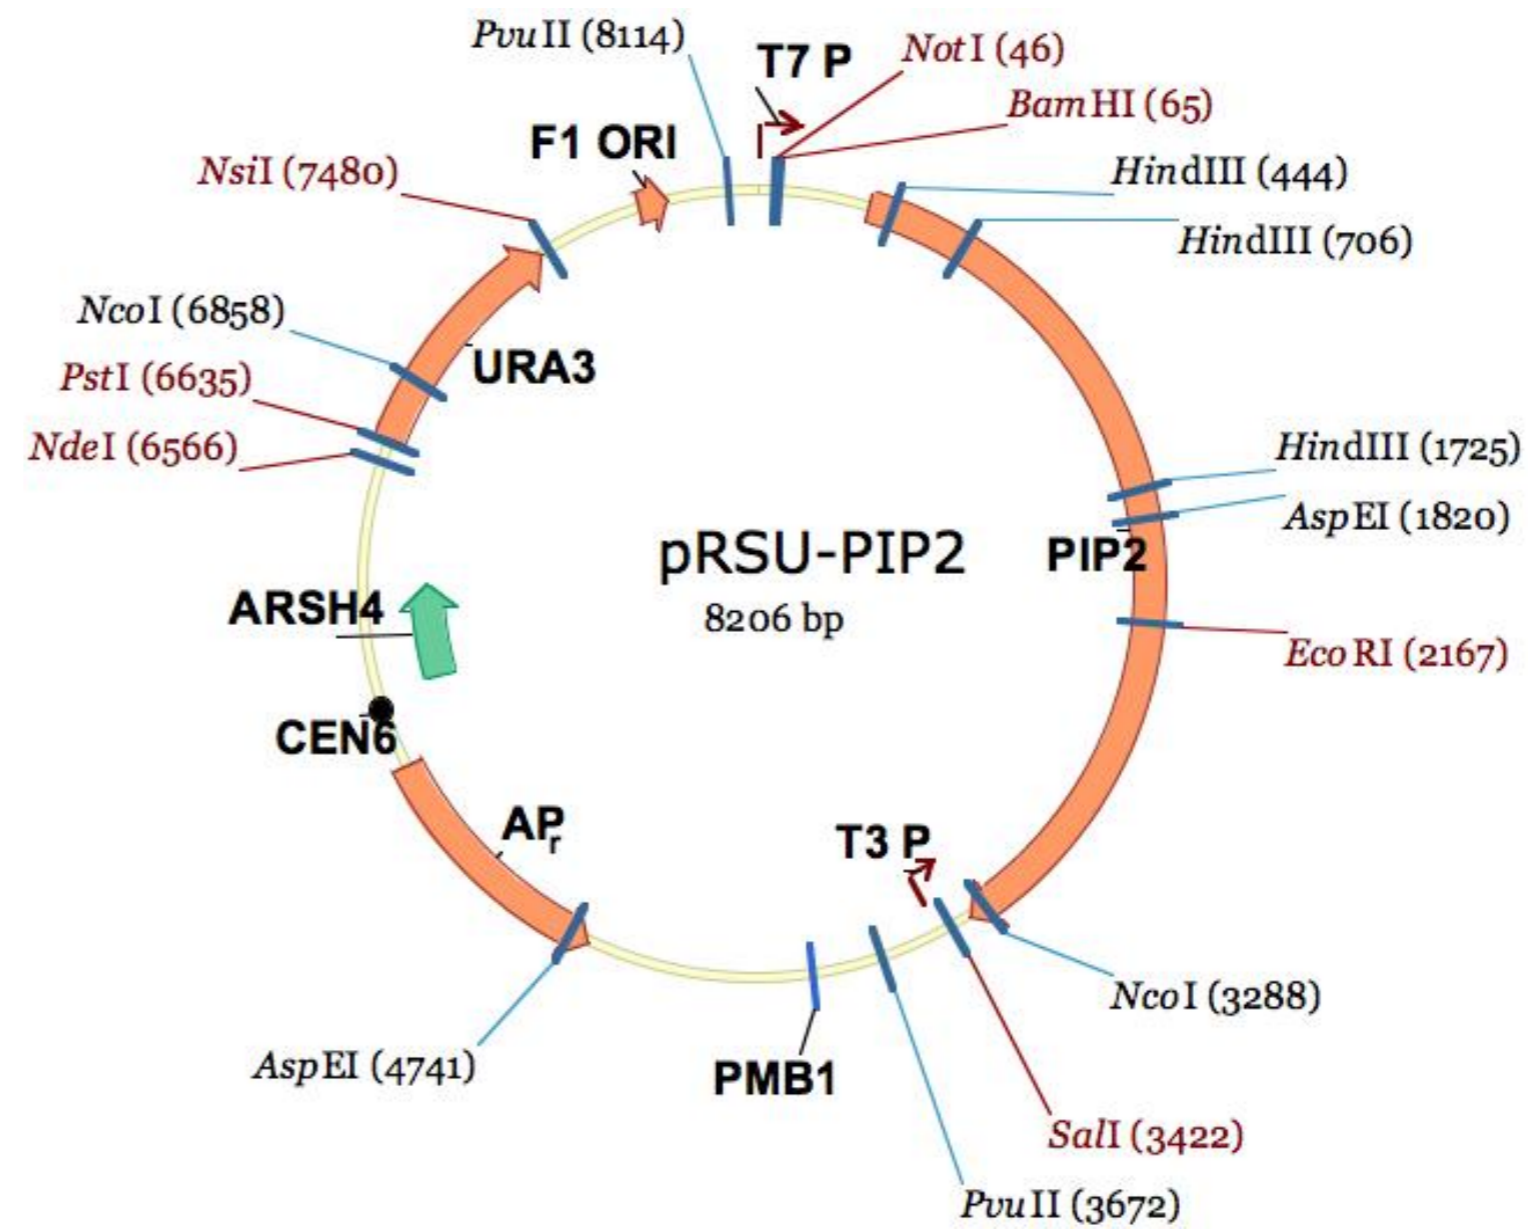 PvuII (8114)
T7 P
NotI (46)
BamHI (65)
F1 ORI
NsiI (7480)
HindIII (444)
HindIII (706)
NcoI (6858)
URA3
PstI (6635)
NdeI (6566)
HindIII (1725)
AspEI (1820)
pRSU-PIP2
8206 bp
PIP2
ARSH4
EcoRI (2167)
CEN6
APr
T3 P
NcoI (3288)
AspEI (4741)
PMB1
SalI (3422)
PvuII (3672)